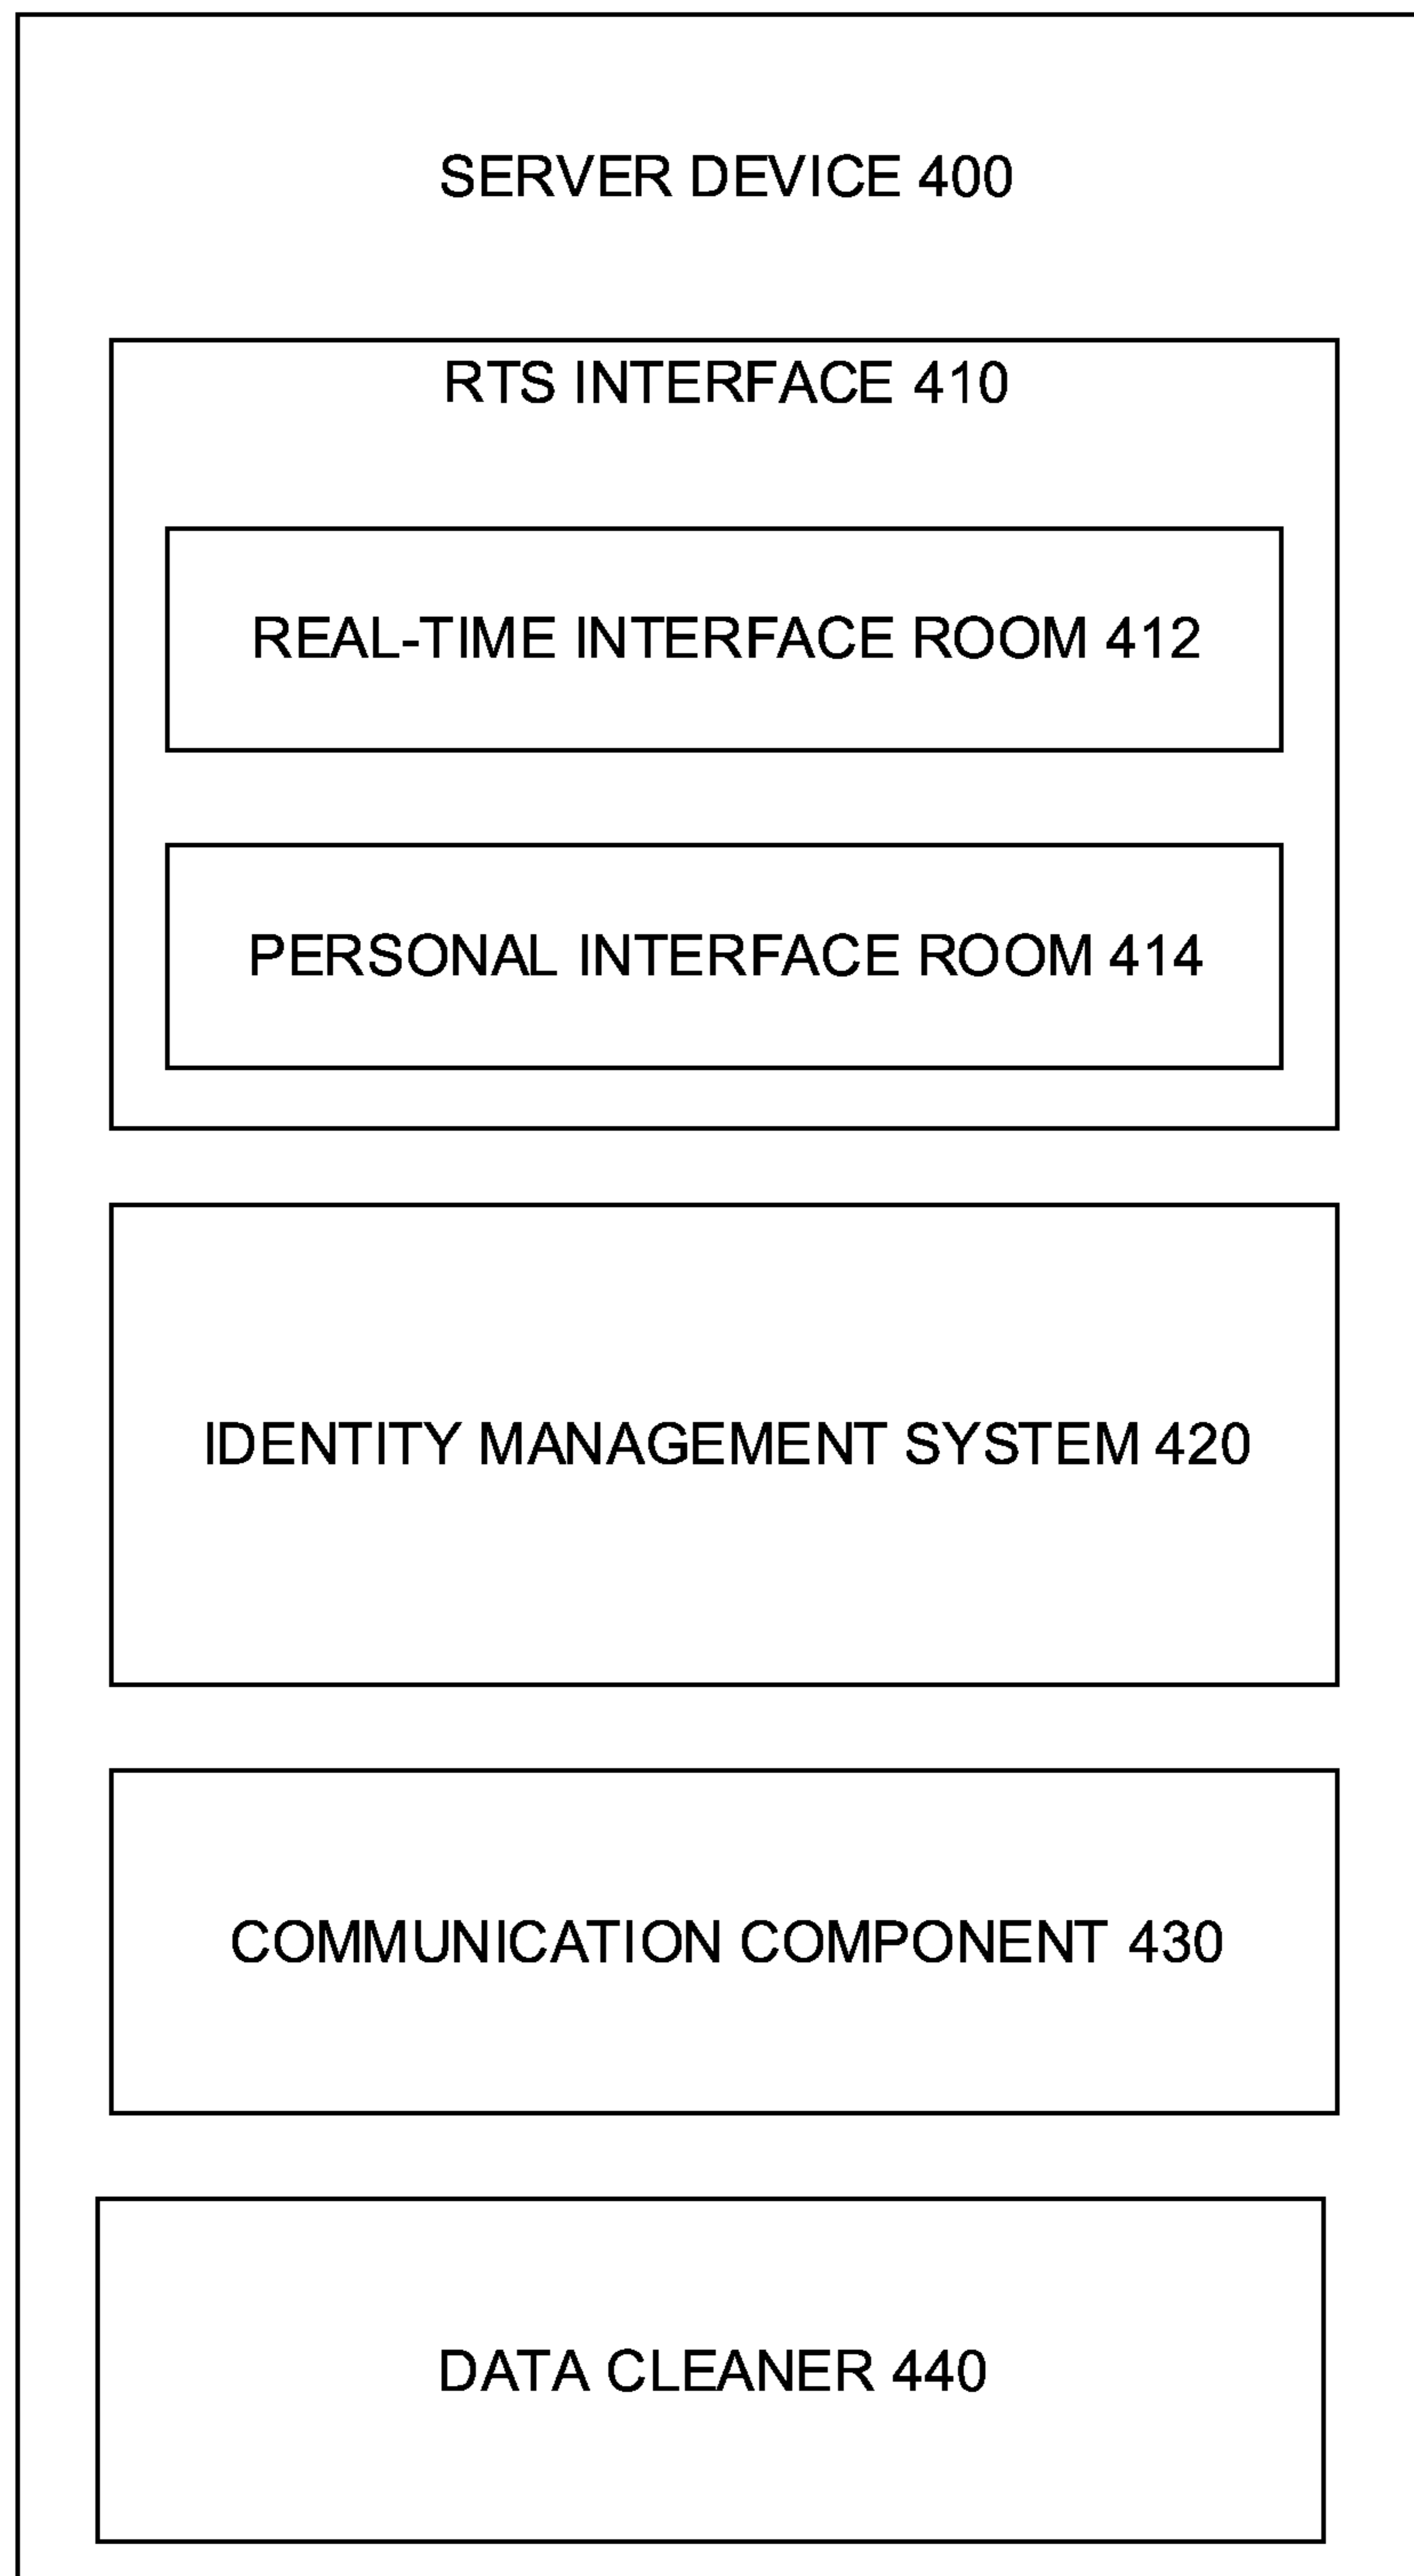 SERVER DEVICE 400
RTS INTERFACE 410
REAL-TIME INTERFACE ROOM 412
PERSONAL INTERFACE ROOM 414
IDENTITY MANAGEMENT SYSTEM 420
COMMUNICATION COMPONENT 430
DATA CLEANER 440